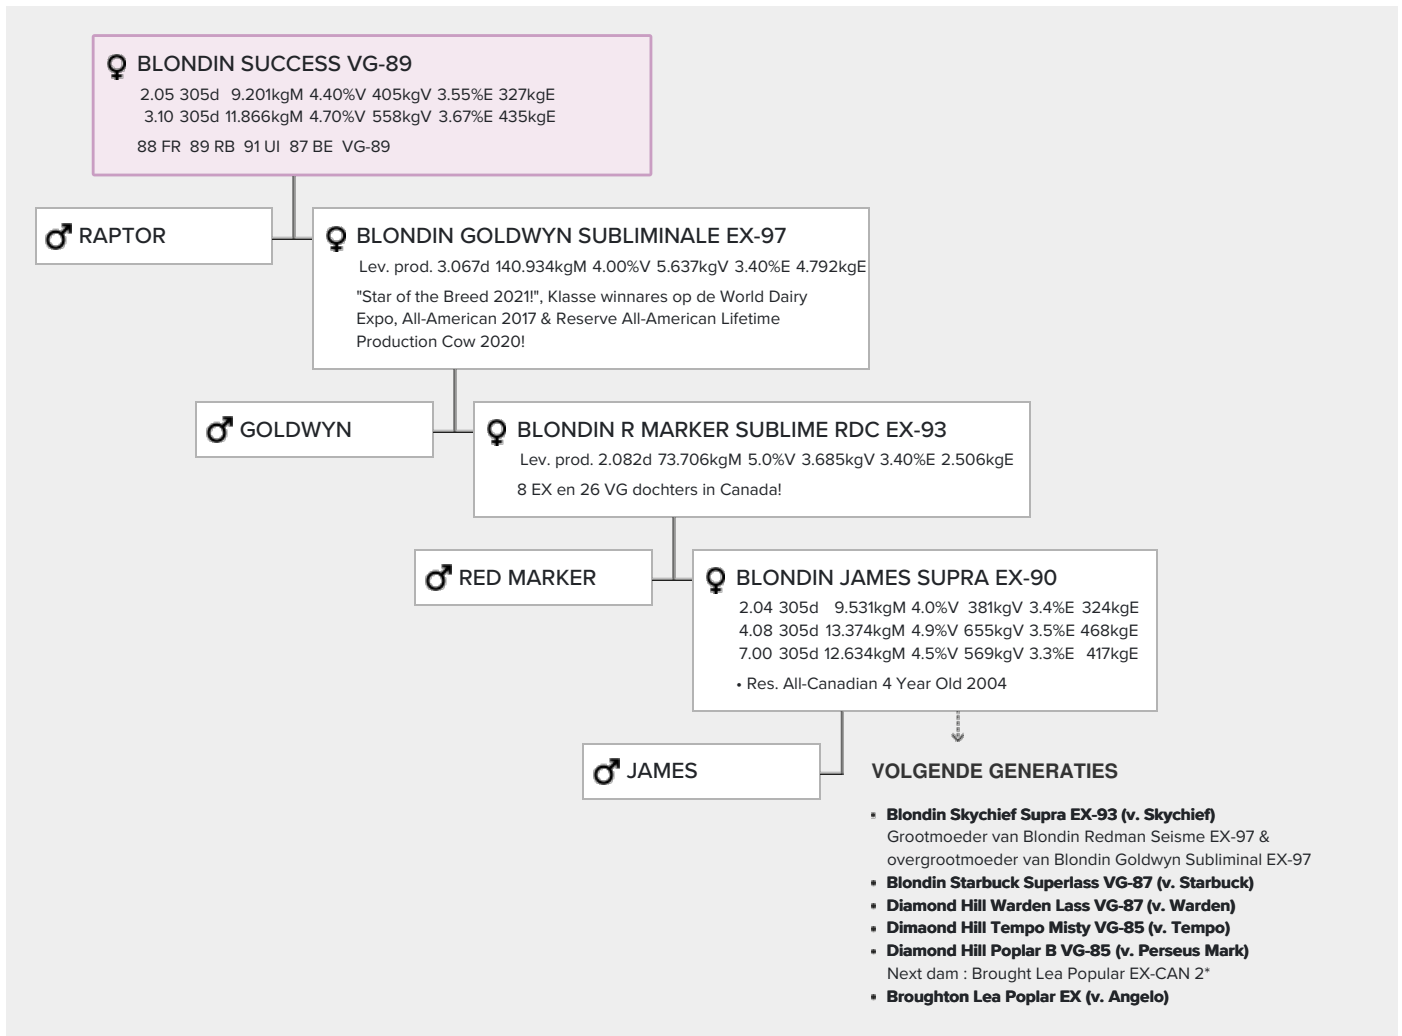 BLONDIN SUCCESS VG-89
2.05 305d 9.201kgM 4.40%V 405kgV 3.55%E 327kgE
3.10 305d 11.866kgM 4.70%V 558kgV 3.67%E 435kgE
88 FR 89 RB 91 UI 87 BE VG-89
RAPTOR
BLONDIN GOLDWYN SUBLIMINALE EX-97
Lev. prod. 3.067d 140.934kgM 4.00%V 5.637kgV 3.40%E 4.792kgE
"Star of the Breed 2021!", Klasse winnares op de World Dairy
Expo, All-American 2017 & Reserve All-American Lifetime
Production Cow 2020!
GOLDWYN
BLONDIN R MARKER SUBLIME RDC EX-93
Lev. prod. 2.082d 73.706kgM 5.0%V 3.685kgV 3.40%E 2.506kgE
8 EX en 26 VG dochters in Canada!
RED MARKER
BLONDIN JAMES SUPRA EX-90
2.04 305d 9.531kgM 4.0%V 381kgV 3.4%E 324kgE
4.08 305d 13.374kgM 4.9%V 655kgV 3.5%E 468kgE
7.00 305d 12.634kgM 4.5%V 569kgV 3.3%E 417kgE
• Res. All-Canadian 4 Year Old 2004
JAMES
VOLGENDE GENERATIES
▪ Blondin Skychief Supra EX-93 (v. Skychief)
Grootmoeder van Blondin Redman Seisme EX-97 &
overgrootmoeder van Blondin Goldwyn Subliminal EX-97
▪ Blondin Starbuck Superlass VG-87 (v. Starbuck)
▪ Diamond Hill Warden Lass VG-87 (v. Warden)
▪ Dimaond Hill Tempo Misty VG-85 (v. Tempo)
▪ Diamond Hill Poplar B VG-85 (v. Perseus Mark)
Next dam : Brought Lea Popular EX-CAN 2*
▪ Broughton Lea Poplar EX (v. Angelo)